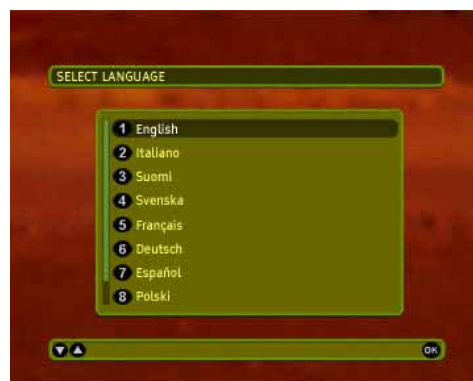 SELECT LANGUAGE
1 English
2 Italiano
3 Suomi
4 Svenska
5 Français
6 Deutsch
7 Español
8 Polski
OK